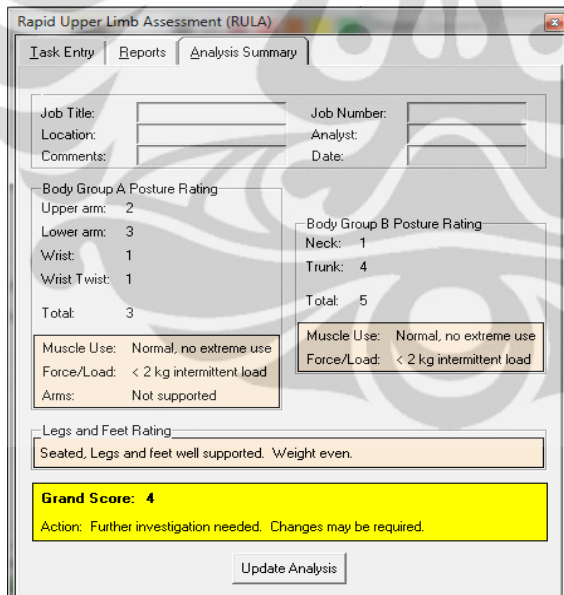 Rapid Upper Limb Assessment (RULA)
Task Entry Reports Analysis Summary
Job Title: Job Number:
Location: Analyst:
Comments: Date:
Body Group A Posture Rating
Upper arm: 2
Lower arm: 3
Wrist: 1
Wrist Twist: 1
Total: 3
Muscle Use: Normal, no extreme use
Force/Load: < 2 kg intermittent load
Arms: Not supported
Body Group B Posture Rating
Neck: 1
Trunk: 4
Total: 5
Muscle Use: Normal, no extreme use
Force/Load: < 2 kg intermittent load
Legs and Feet Rating
Seated, Legs and feet well supported. Weight even.
Grand Score: 4
Action: Further investigation needed. Changes may be required.
Update Analysis